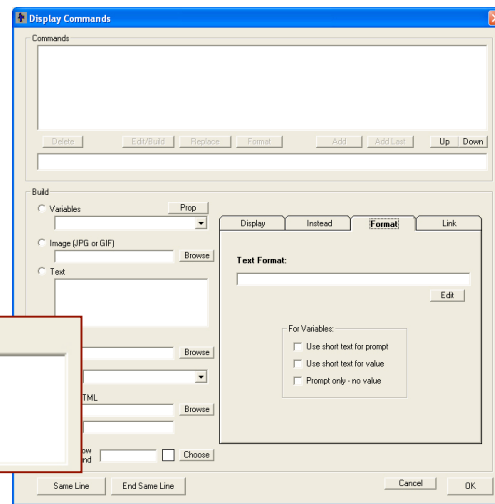 Display Commands
Commands
Delete Edit/Build Replace Format Add Add Last Up Down
Build
Variables Prop
Image (JPG or GIF)
Browse
Text
Browse
TML
Browse
ow
nd Choose
Display Instead Format Link
Text Format:
Edit
For Variables:
Use short text for prompt
Use short text for value
Prompt only - no value
Same Line End Same Line Cancel OK